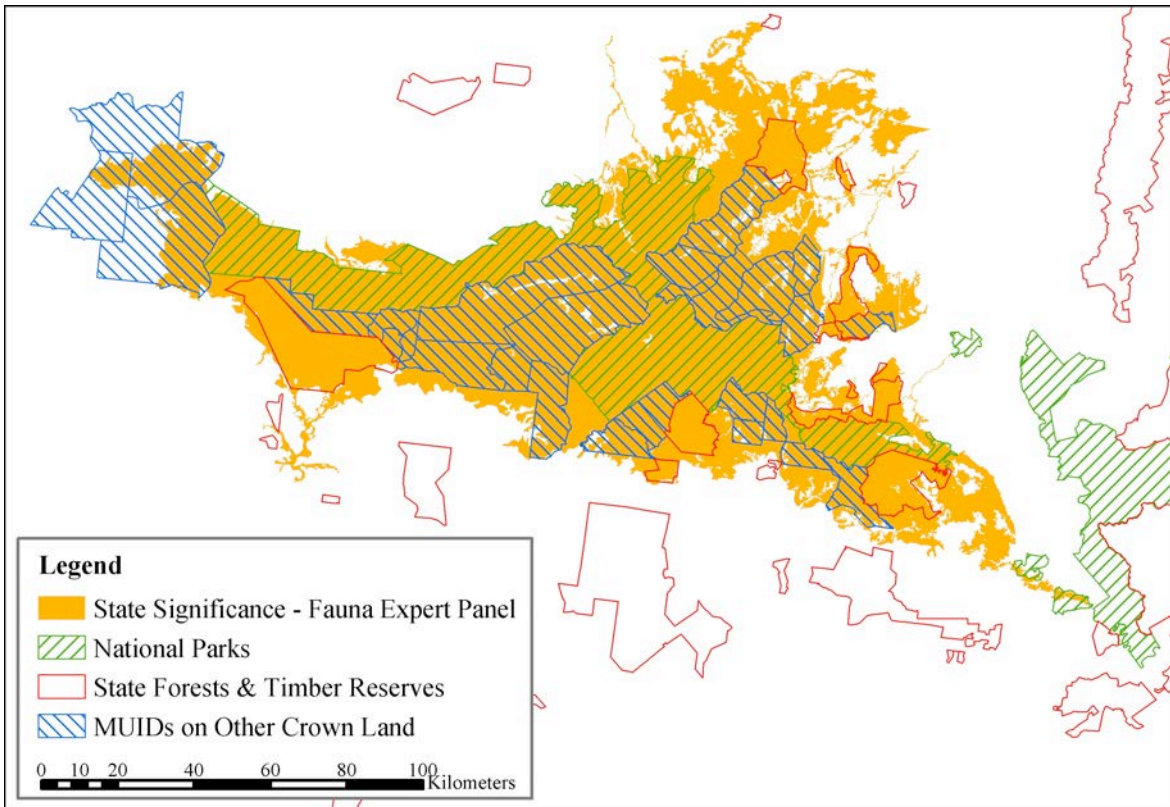 Legend
State Significance - Fauna Expert Panel
National Parks
State Forests & Timber Reserves
MUIDs on Other Crown Land
0 10 20 40 60 80 100
Kilometers